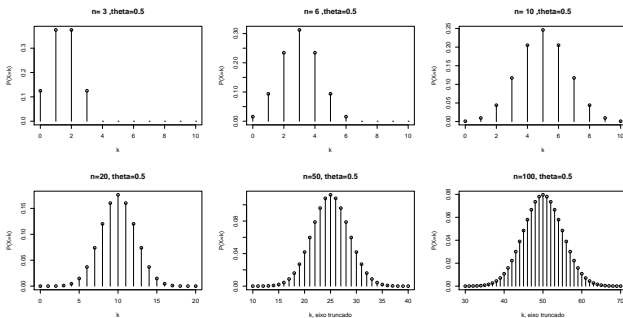 n= 3 ,theta=0.5
P(X=k)
0.0 0.1 0.2 0.3
0 2 4 6 8 10
k
n= 6 ,theta=0.5
P(X=k)
0.00 0.10 0.20 0.30
0 2 4 6 8 10
k
n= 10 ,theta=0.5
P(X=k)
0.00 0.05 0.10 0.15 0.20 0.25
0 2 4 6 8 10
k
n=20, theta=0.5
P(X=k)
0.00 0.05 0.10 0.15
0 5 10 15 20
k
n=50, theta=0.5
P(X=k)
0.00 0.04 0.08
10 15 20 25 30 35 40
k, eixo truncado
n=100, theta=0.5
P(X=k)
0.00 0.02 0.04 0.06 0.08
30 40 50 60 70
k, eixo truncado